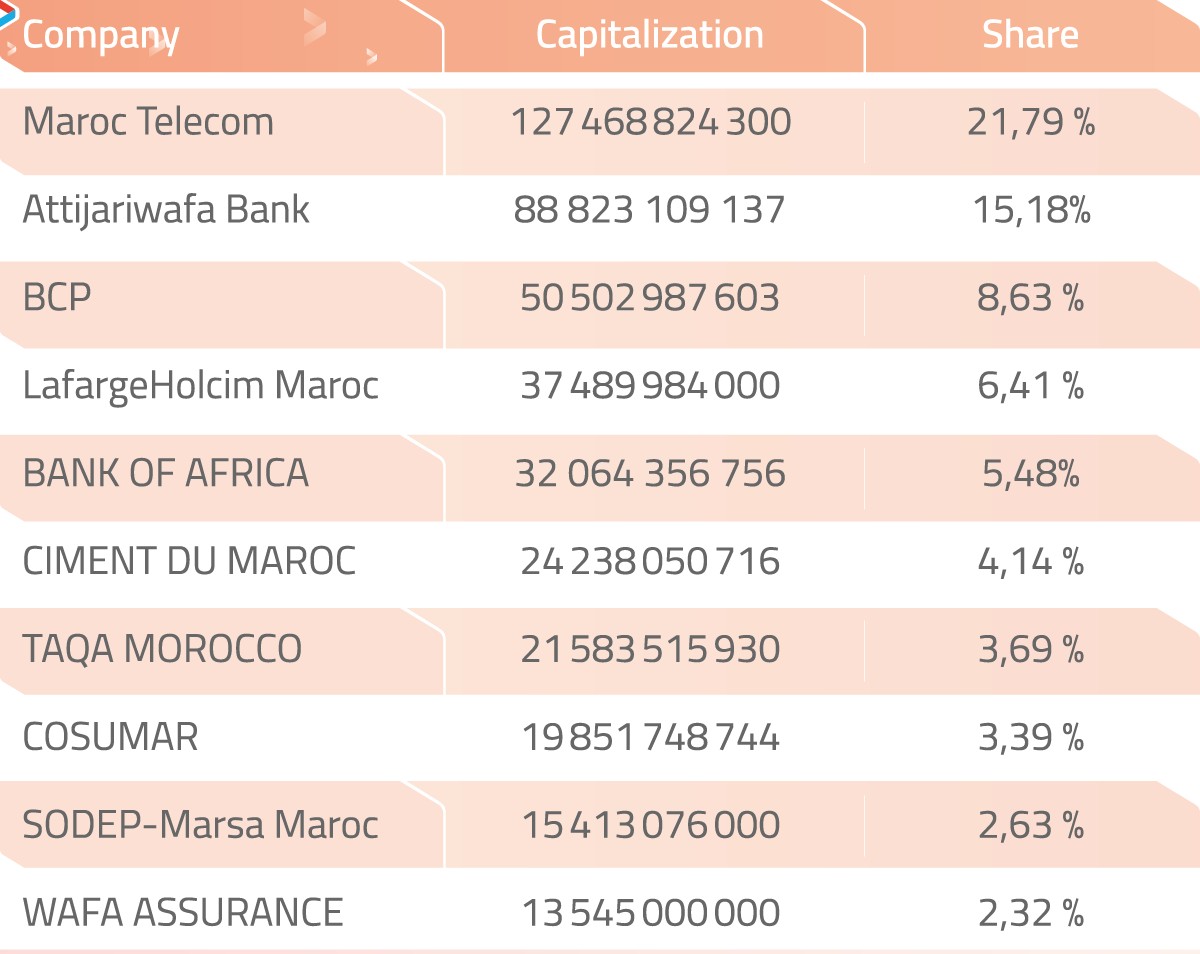 Company Capitalization Share
Maroc Telecom 127 468 824 300 21,79 %
Attijariwafa Bank 88 823 109 137 15,18%
BCP 50 502 987 603 8,63 %
LafargeHolcim Maroc 37 489 984 000 6,41 %
BANK OF AFRICA 32 064 356 756 5,48%
CIMENT DU MAROC 24 238 050 716 4,14 %
TAQA MOROCCO 21 583 515 930 3,69 %
COSUMAR 19 851 748 744 3,39 %
SODEP-Marsa Maroc 15 413 076 000 2,63 %
WAFA ASSURANCE 13 545 000 000 2,32 %